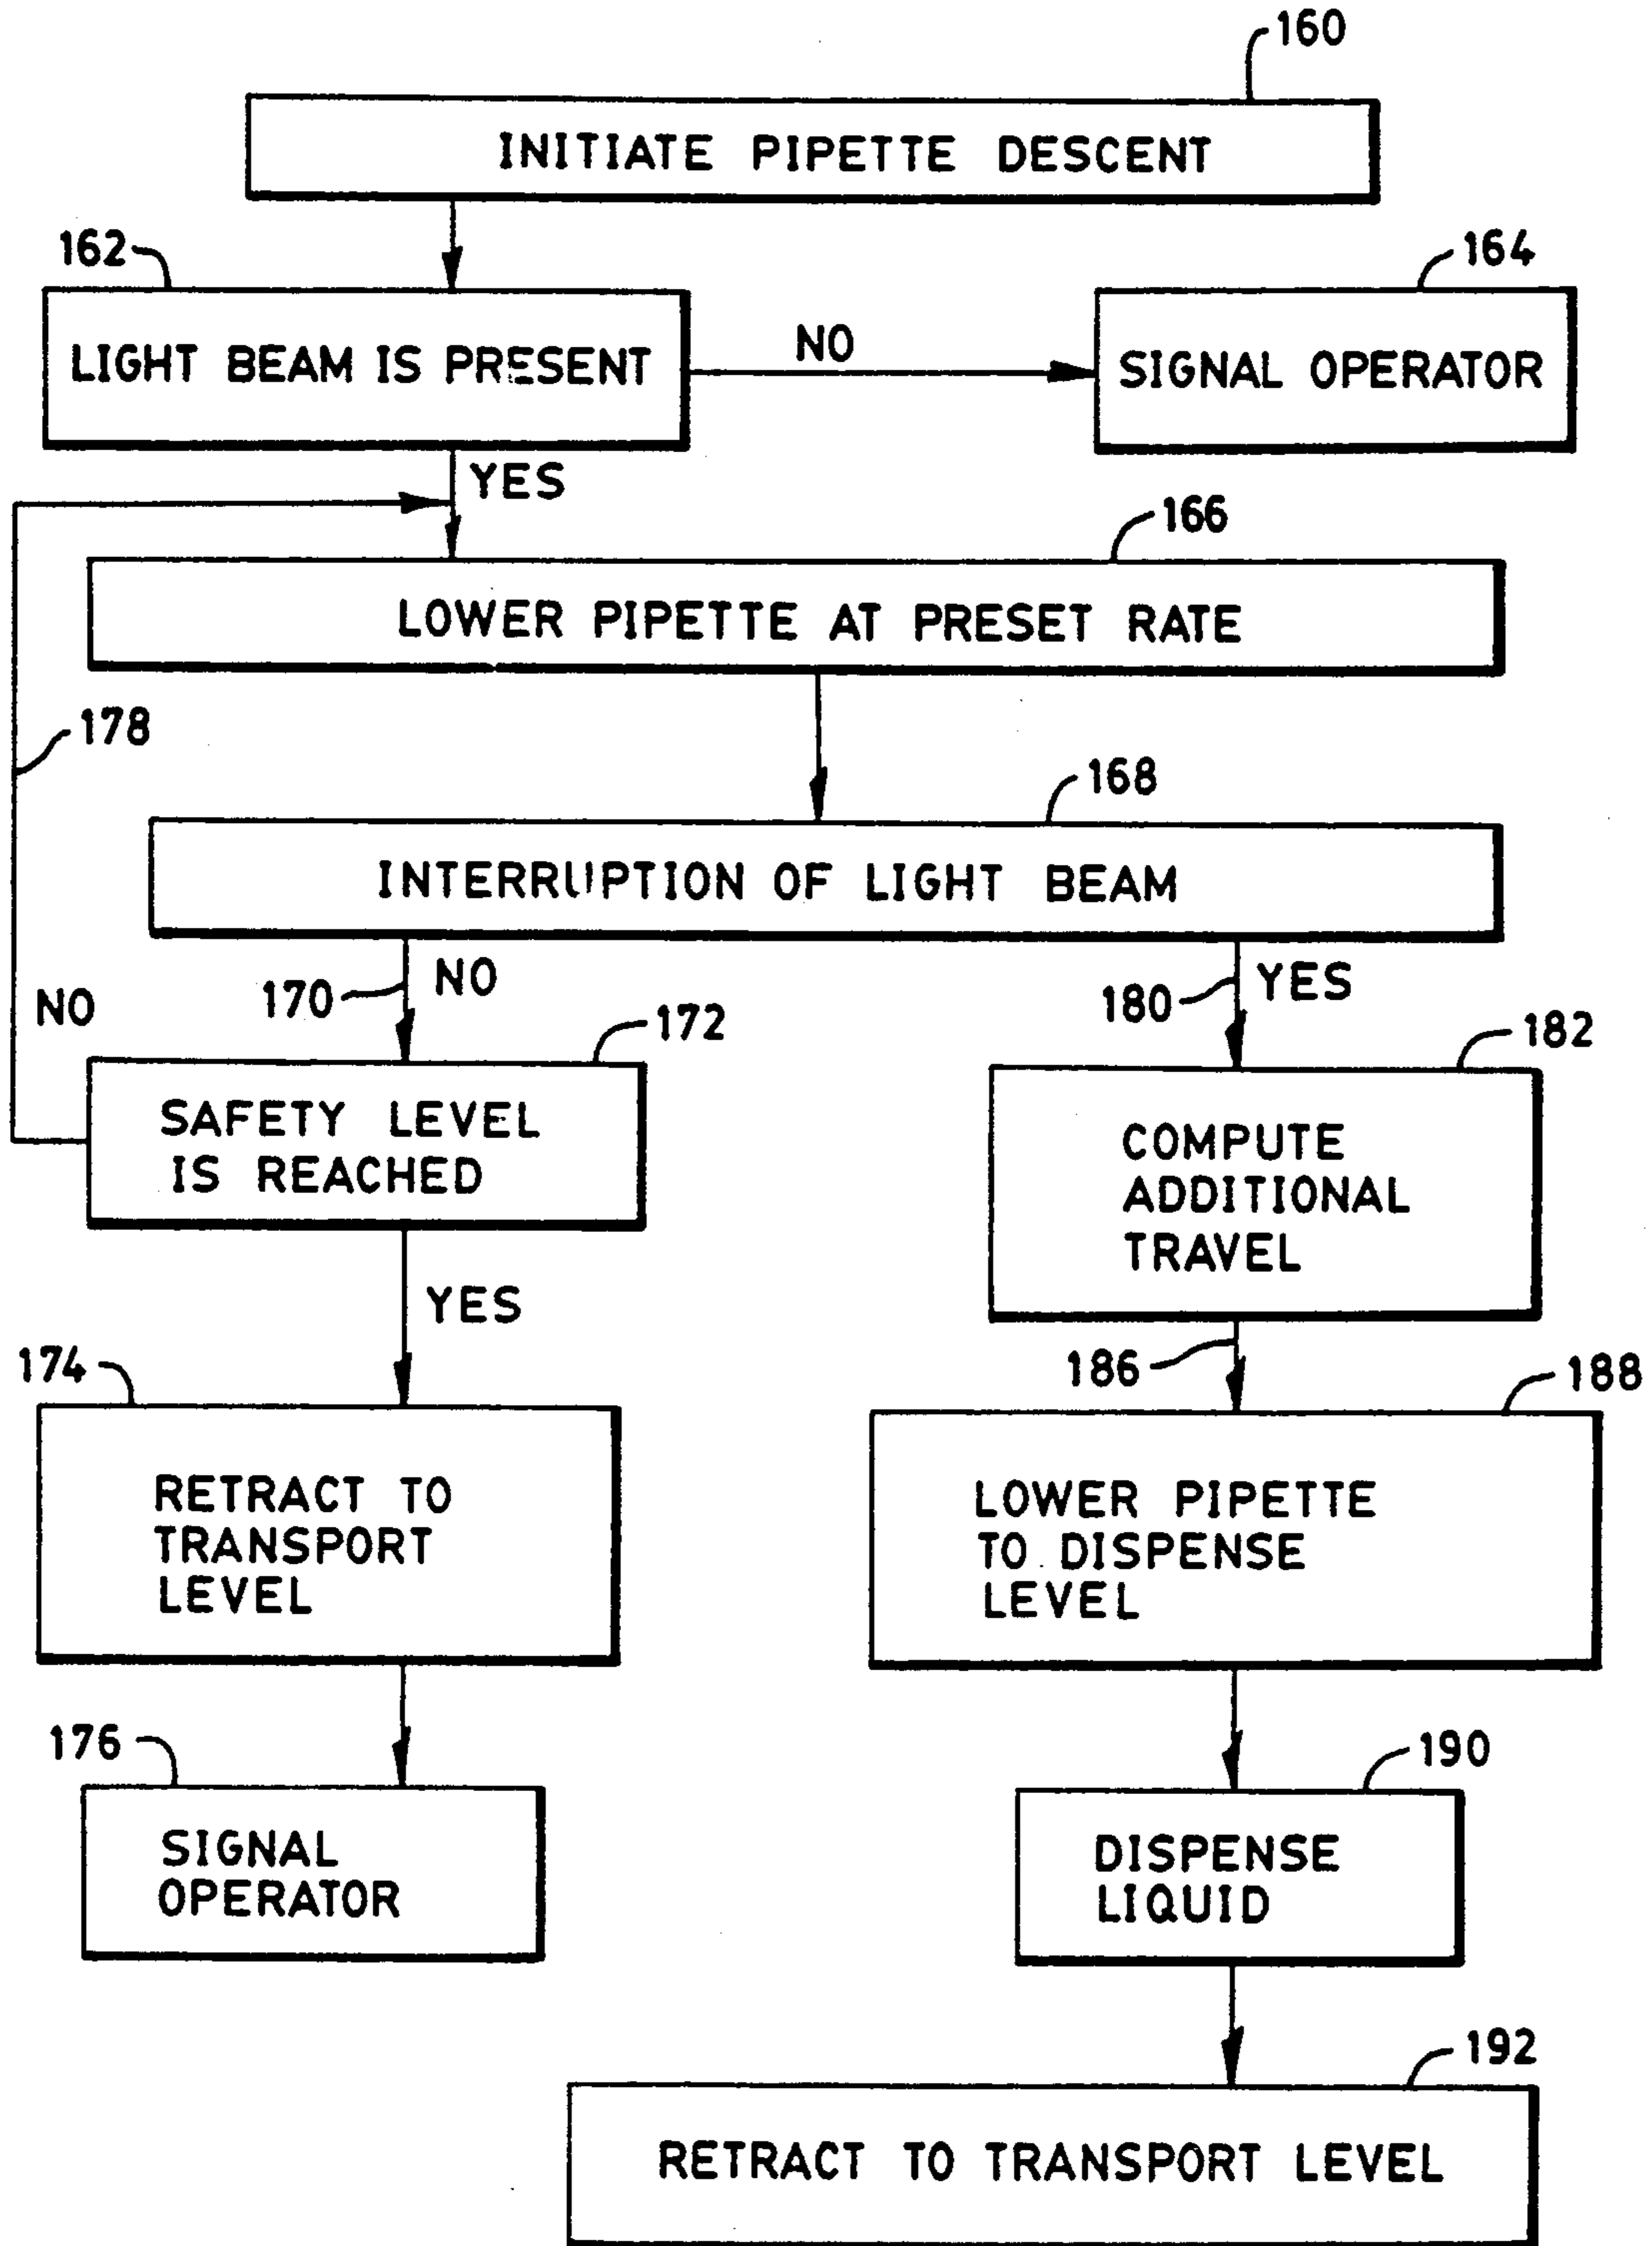 160
INITIATE PIPETTE DESCENT
162
164
LIGHT BEAM IS PRESENT
NO
SIGNAL OPERATOR
YES
166
LOWER PIPETTE AT PRESET RATE
178
168
INTERRUPTION OF LIGHT BEAM
170
NO
180
YES
NO
172
182
SAFETY LEVEL
IS REACHED
COMPUTE
ADDITIONAL
TRAVEL
YES
174
186
188
RETRACT TO
TRANSPORT
LEVEL
LOWER PIPETTE
TO DISPENSE
LEVEL
176
190
SIGNAL
OPERATOR
DISPENSE
LIQUID
192
RETRACT TO TRANSPORT LEVEL